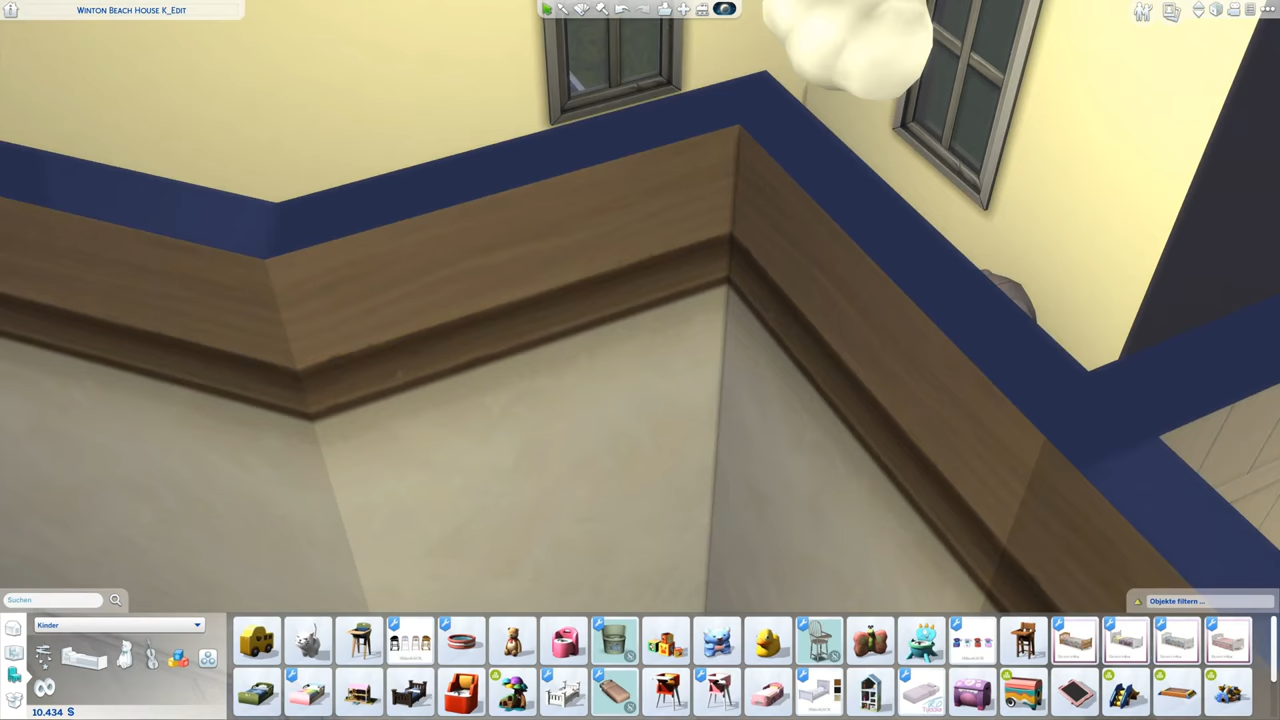 Winton Beach House K_Edit
Suchen
Objekte filtern ...
Kinder
10.434 §